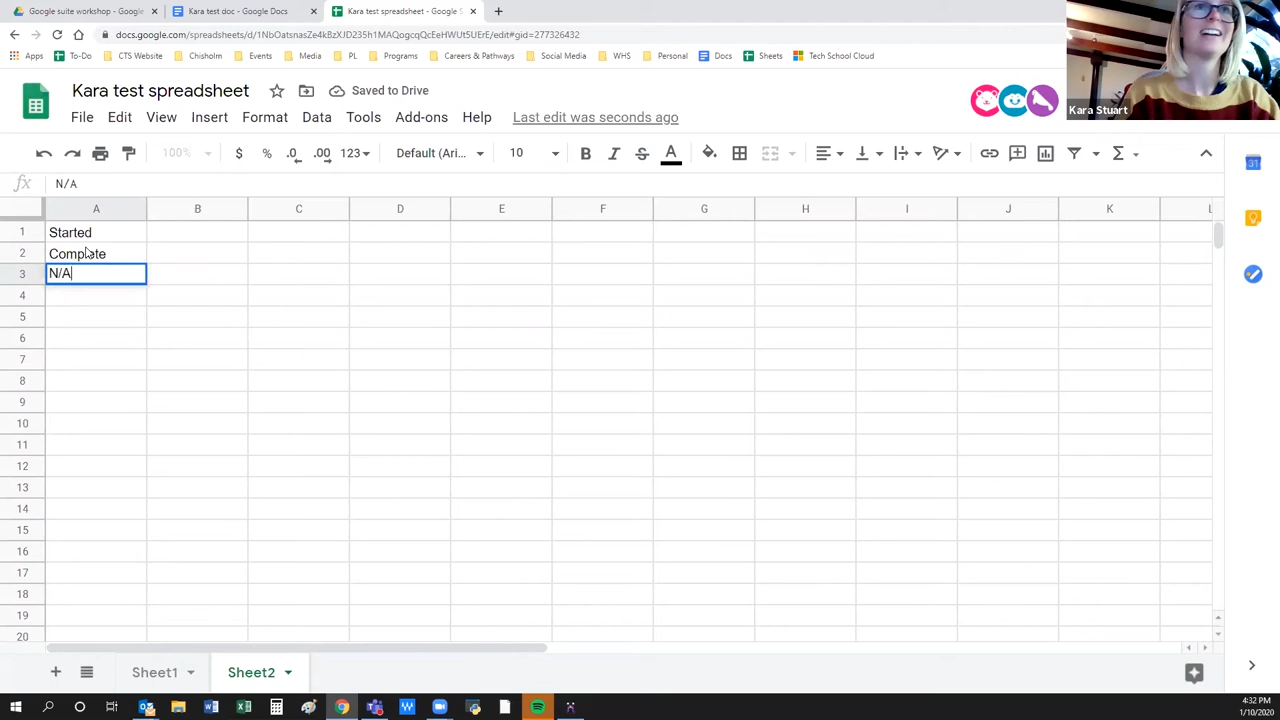 Google suite workshop - Google
Kara test doc - Google Docs
Kara test spreadsheet - Google S
docs.google.com/spreadsheets/d/1NbOatsnasZe4kBzXJD235h1MAQogcqQcEeHWUt5UErE/edit#gid=277326432
Apps To-Do CTS Website Chisholm Events Media PL Programs Careers & Pathways Social Media WHS Personal Docs Sheets Tech School Cloud
Kara Stuart
Kara test spreadsheet Saved to Drive
File Edit View Insert Format Data Tools Add-ons Help Last edit was seconds ago
100% $ % .0 .00 123 Default (Ari... 10 B I S A Σ
31
fx N/A
A B C D E F G H I J K L
1 Started
2 Complete
3 N/A
4
5
6
7
8
9
10
11
12
13
14
15
16
17
18
19
20
+ Sheet1 Sheet2
4:32 PM
1/10/2020